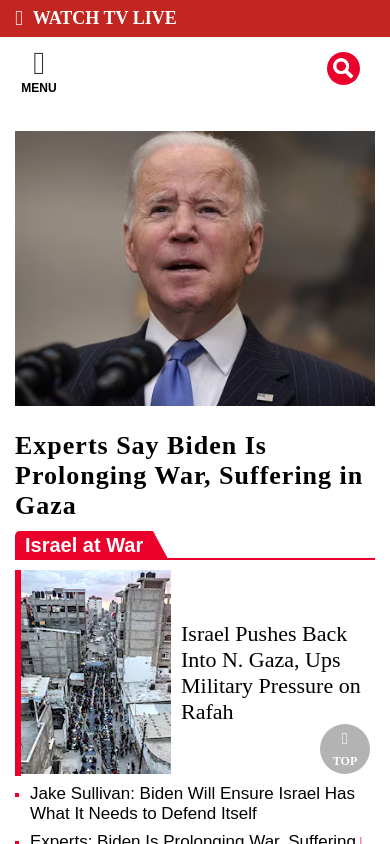 WATCH TV LIVE
MENU
Experts Say Biden Is
Prolonging War, Suffering in
Gaza
Israel at War
Israel Pushes Back
Into N. Gaza, Ups
Military Pressure on
Rafah
TOP
Jake Sullivan: Biden Will Ensure Israel Has
What It Needs to Defend Itself
Experts: Biden Is Prolonging War, Suffering